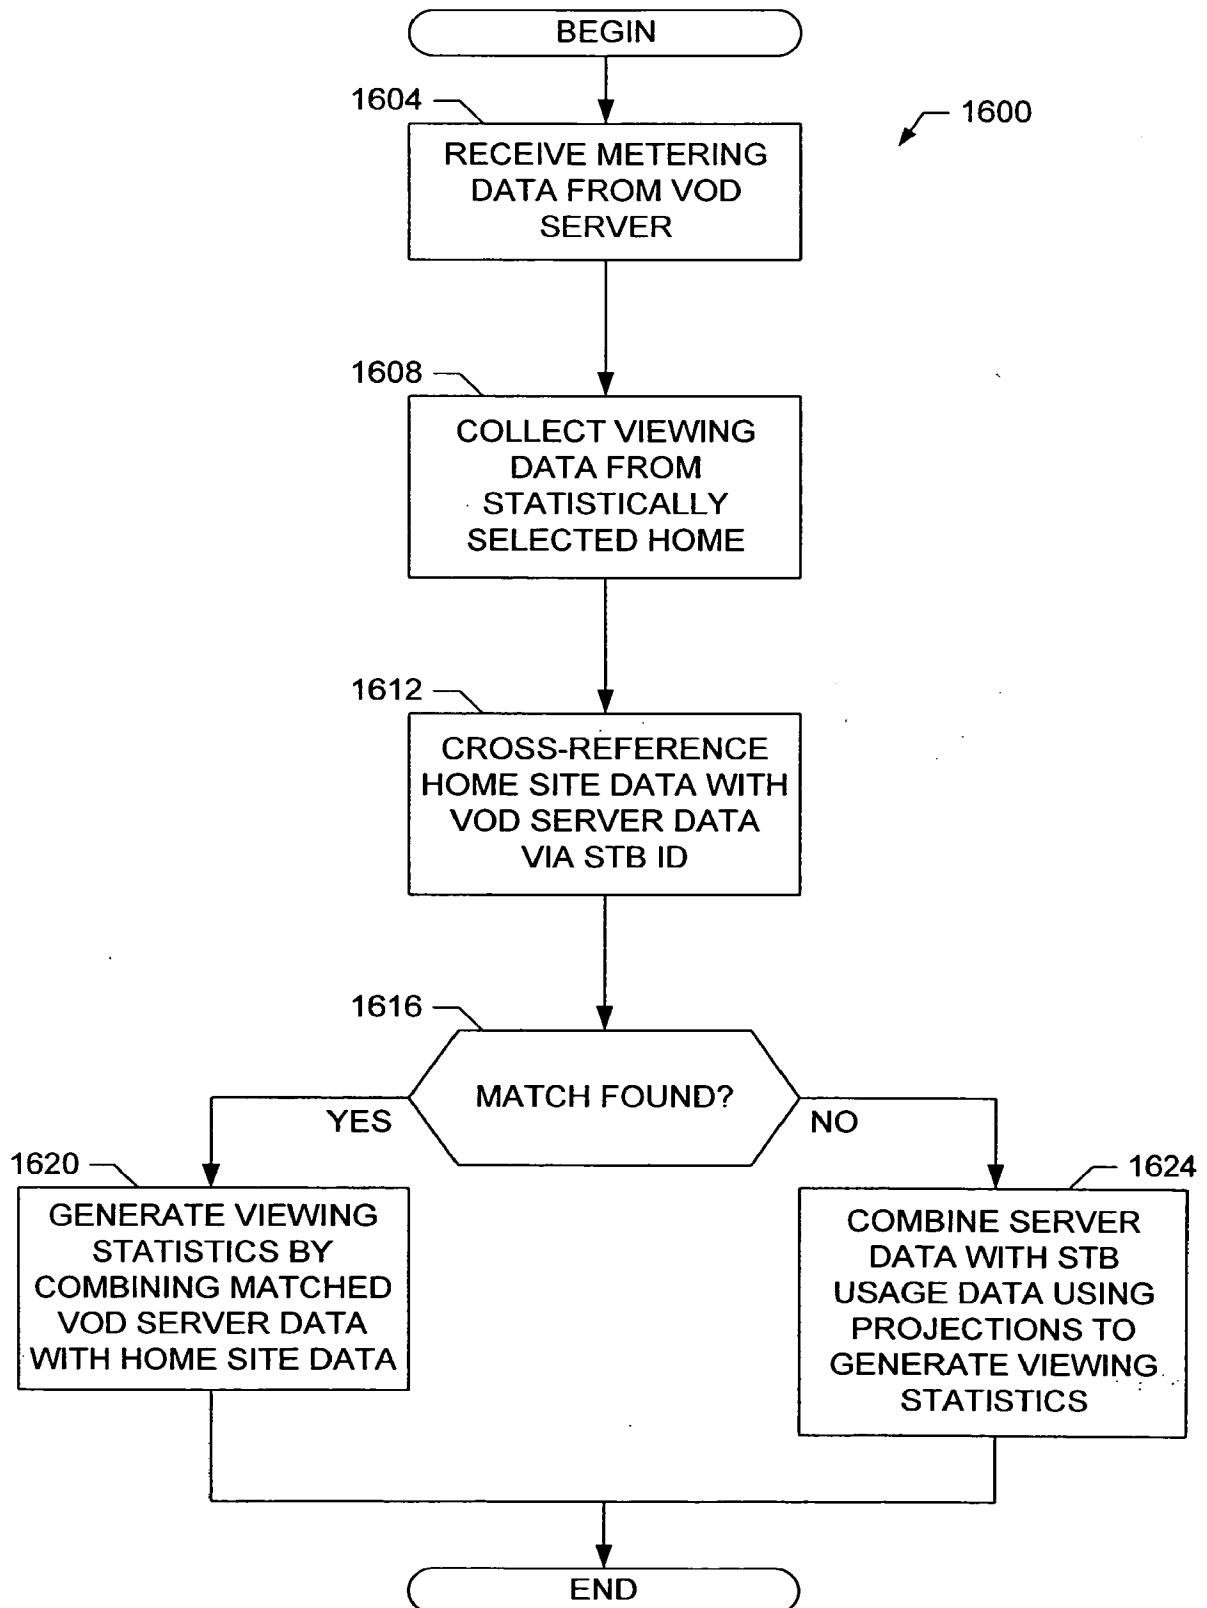 BEGIN
1604
1600
RECEIVE METERING
DATA FROM VOD
SERVER
1608
COLLECT VIEWING
DATA FROM
STATISTICALLY
SELECTED HOME
1612
CROSS-REFERENCE
HOME SITE DATA WITH
VOD SERVER DATA
VIA STB ID
1616
MATCH FOUND?
YES
NO
1620
GENERATE VIEWING
STATISTICS BY
COMBINING MATCHED
VOD SERVER DATA
WITH HOME SITE DATA
1624
COMBINE SERVER
DATA WITH STB
USAGE DATA USING
PROJECTIONS TO
GENERATE VIEWING
STATISTICS
END